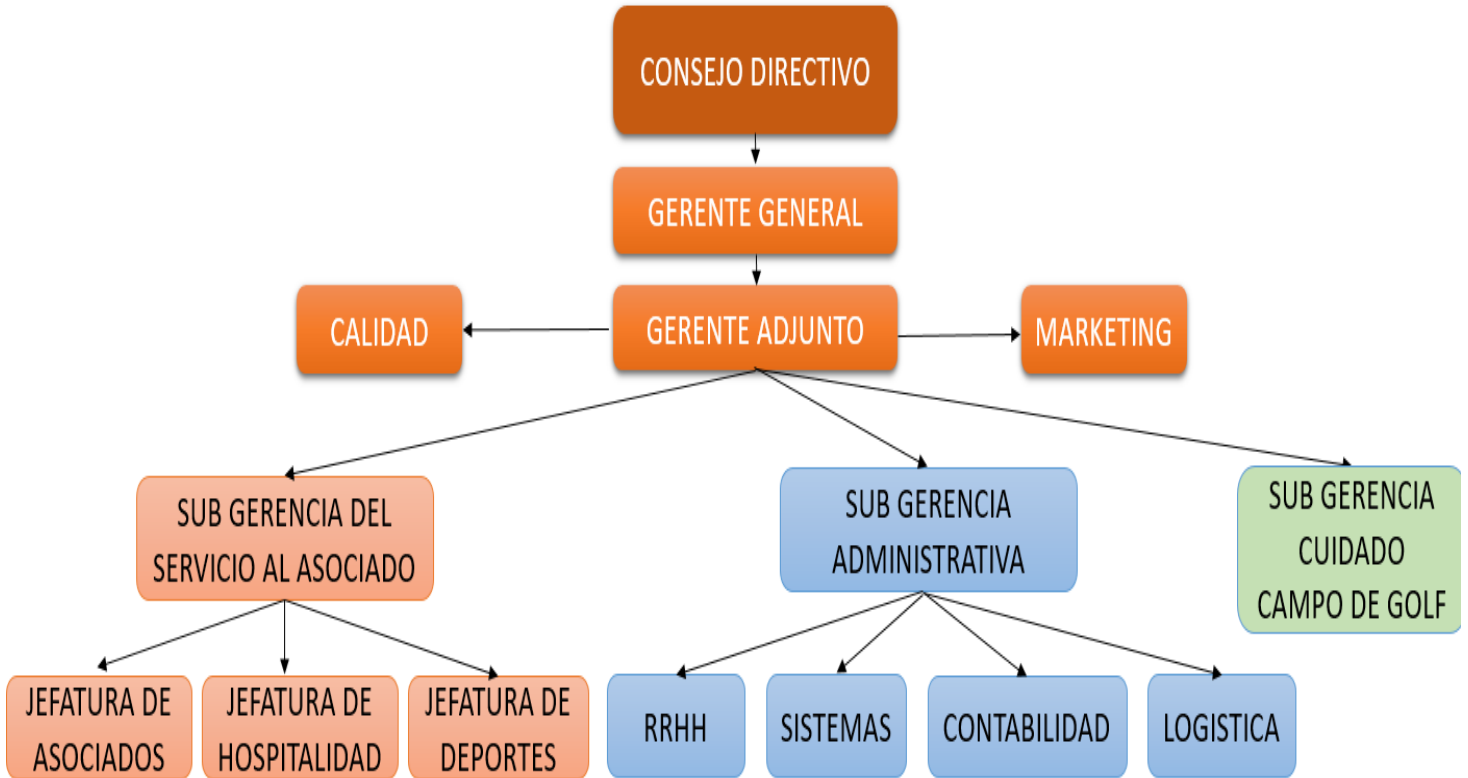 CONSEJO DIRECTIVO
GERENTE GENERAL
CALIDAD
GERENTE ADJUNTO
MARKETING
SUB GERENCIA DEL
SERVICIO AL ASOCIADO
SUB GERENCIA
ADMINISTRATIVA
SUB GERENCIA
CUIDADO
CAMPO DE GOLF
JEFATURA DE
ASOCIADOS
JEFATURA DE
HOSPITALIDAD
JEFATURA DE
DEPORTES
RRHH
SISTEMAS
CONTABILIDAD
LOGISTICA